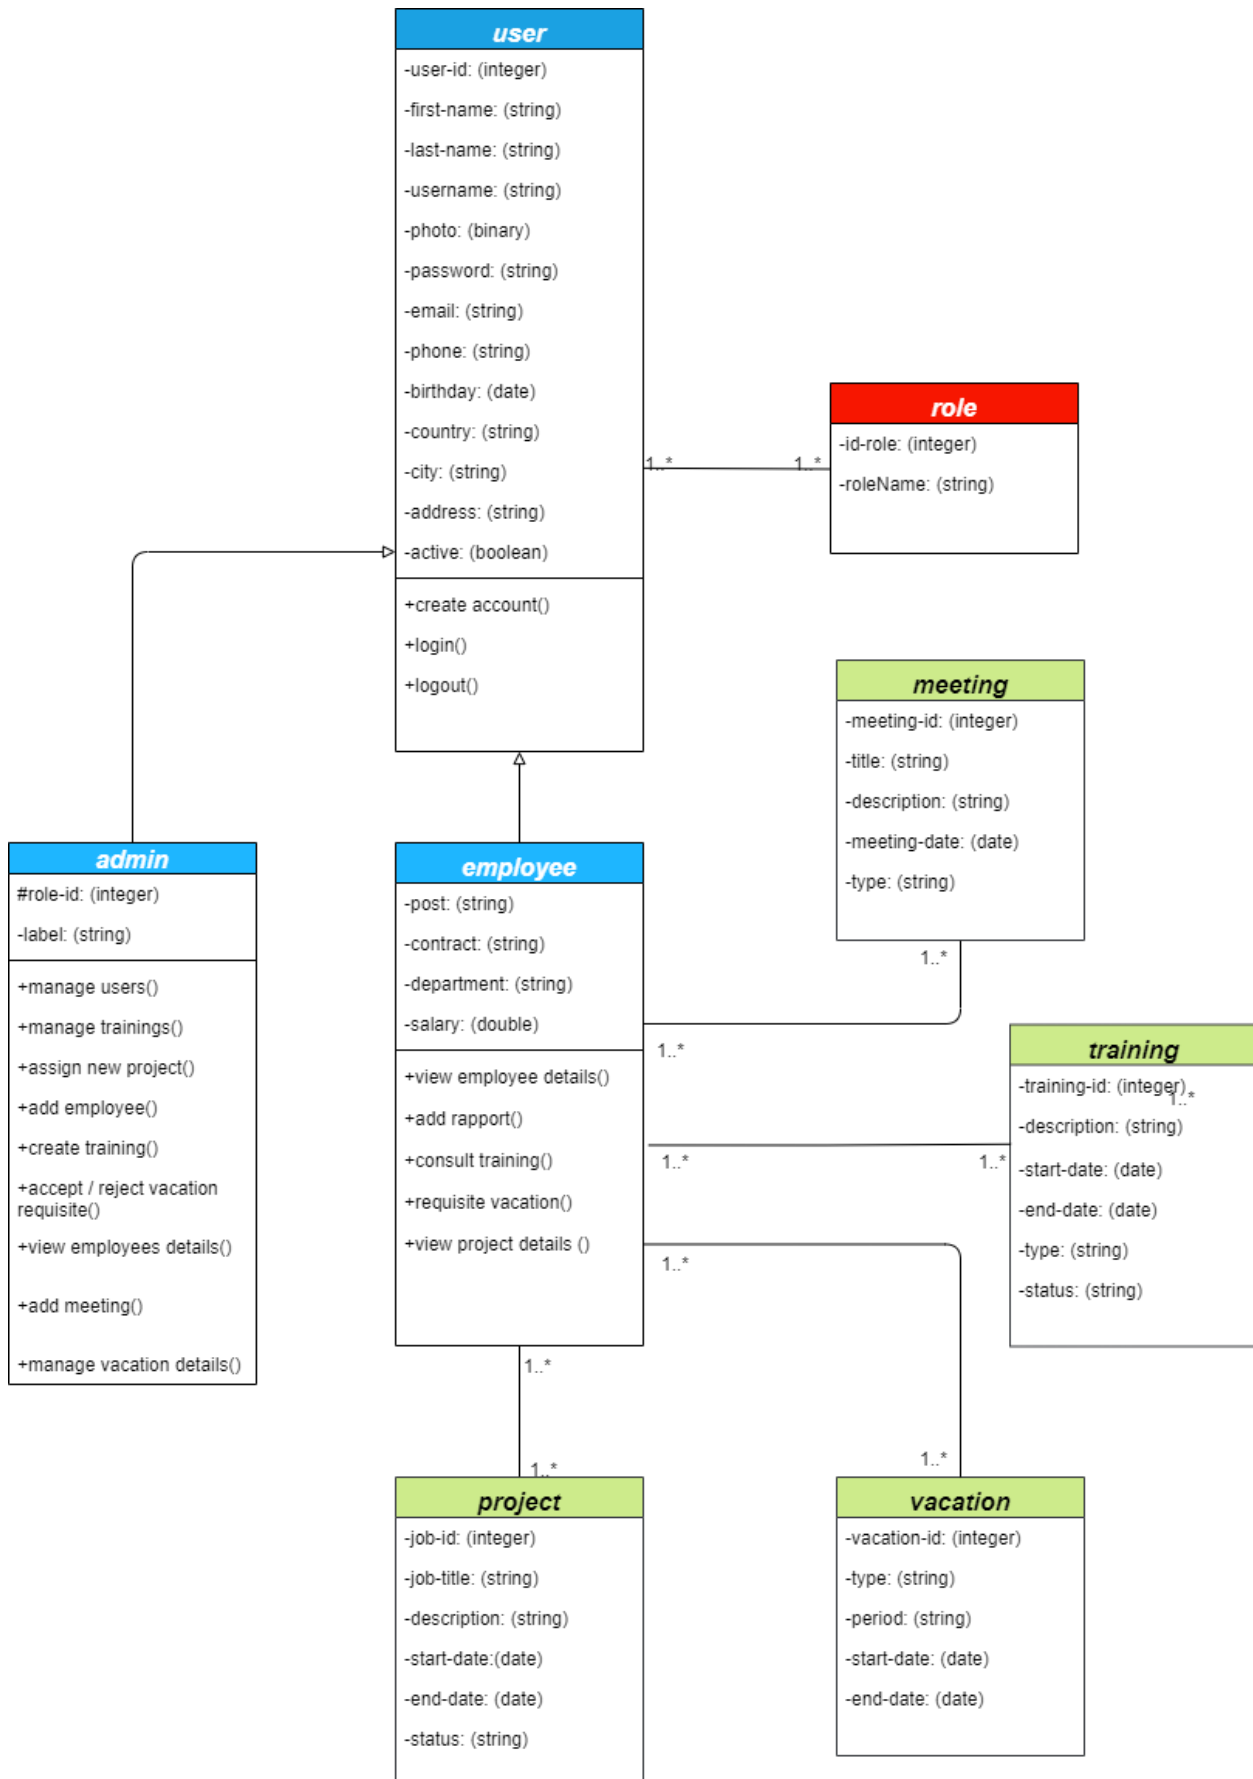 user
-user-id: (integer)
-first-name: (string)
-last-name: (string)
-username: (string)
-photo: (binary)
-password: (string)
-email: (string)
-phone: (string)
-birthday: (date)
-country: (string)
-city: (string)
-address: (string)
-active: (boolean)
+create account()
+login()
+logout()
1..*
1..*
role
-id-role: (integer)
-roleName: (string)
meeting
-meeting-id: (integer)
-title: (string)
-description: (string)
-meeting-date: (date)
-type: (string)
1..*
admin
#role-id: (integer)
-label: (string)
+manage users()
+manage trainings()
+assign new project()
+add employee()
+create training()
+accept / reject vacation
requisite()
+view employees details()
+add meeting()
+manage vacation details()
employee
-post: (string)
-contract: (string)
-department: (string)
-salary: (double)
+view employee details()
+add rapport()
+consult training()
+requisite vacation()
+view project details ()
1..*
1..*
1..*
1..*
training
-training-id: (integer)
1..*
-description: (string)
-start-date: (date)
-end-date: (date)
-type: (string)
-status: (string)
1..*
1..*
1..*
project
-job-id: (integer)
-job-title: (string)
-description: (string)
-start-date:(date)
-end-date: (date)
-status: (string)
vacation
-vacation-id: (integer)
-type: (string)
-period: (string)
-start-date: (date)
-end-date: (date)